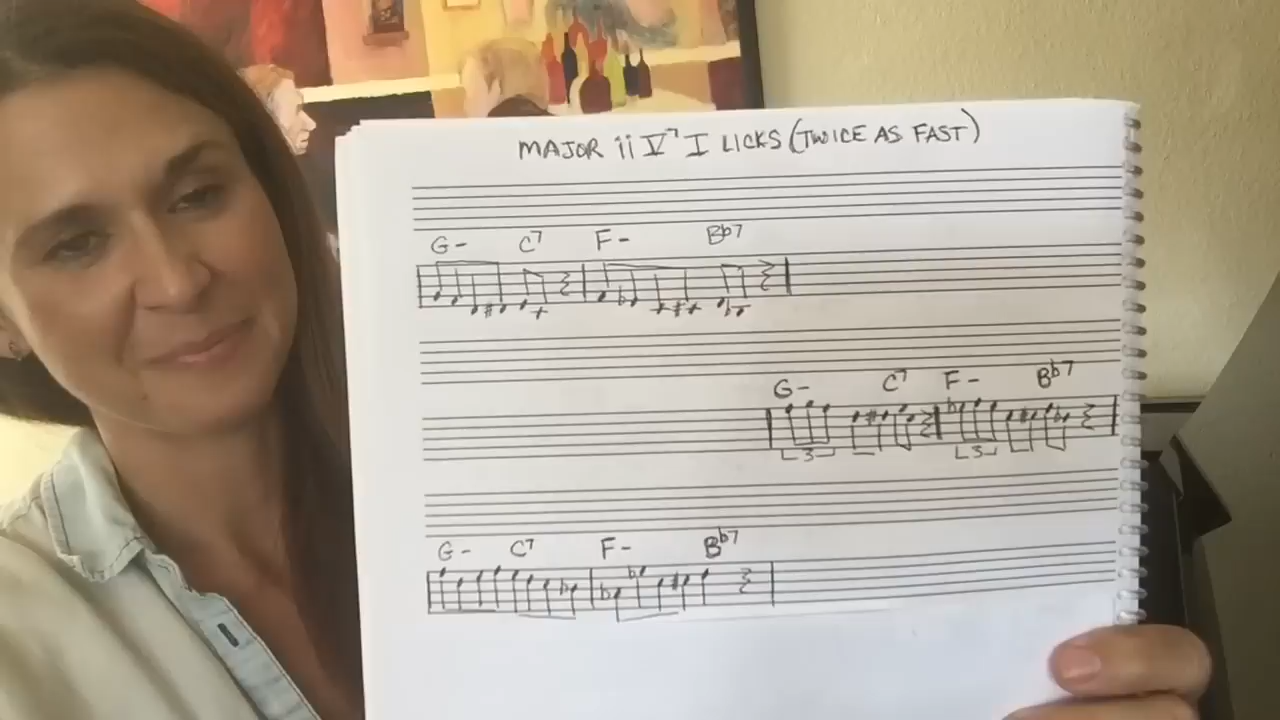 MAJOR ii V7 I LICKS (TWICE AS FAST)
G- C7 F- Bb7
G- C7 F- Bb7
3 3
G- C7 F- Bb7